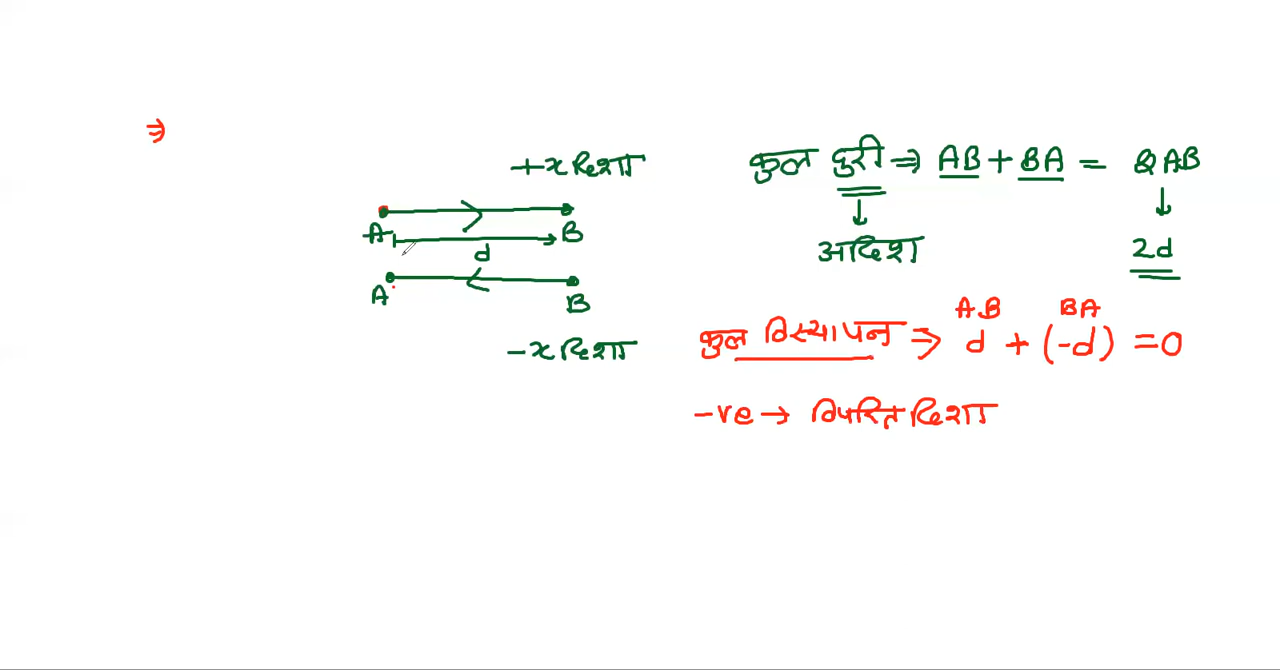 ⇒
+x दिशा
कुल दुरी ⇒ AB + BA = 2AB
A B
d
अदिश 2d
A B
-x दिशा
AB BA
कुल विस्थापन ⇒ d + (-d) = 0
-ve → विपरित दिशा